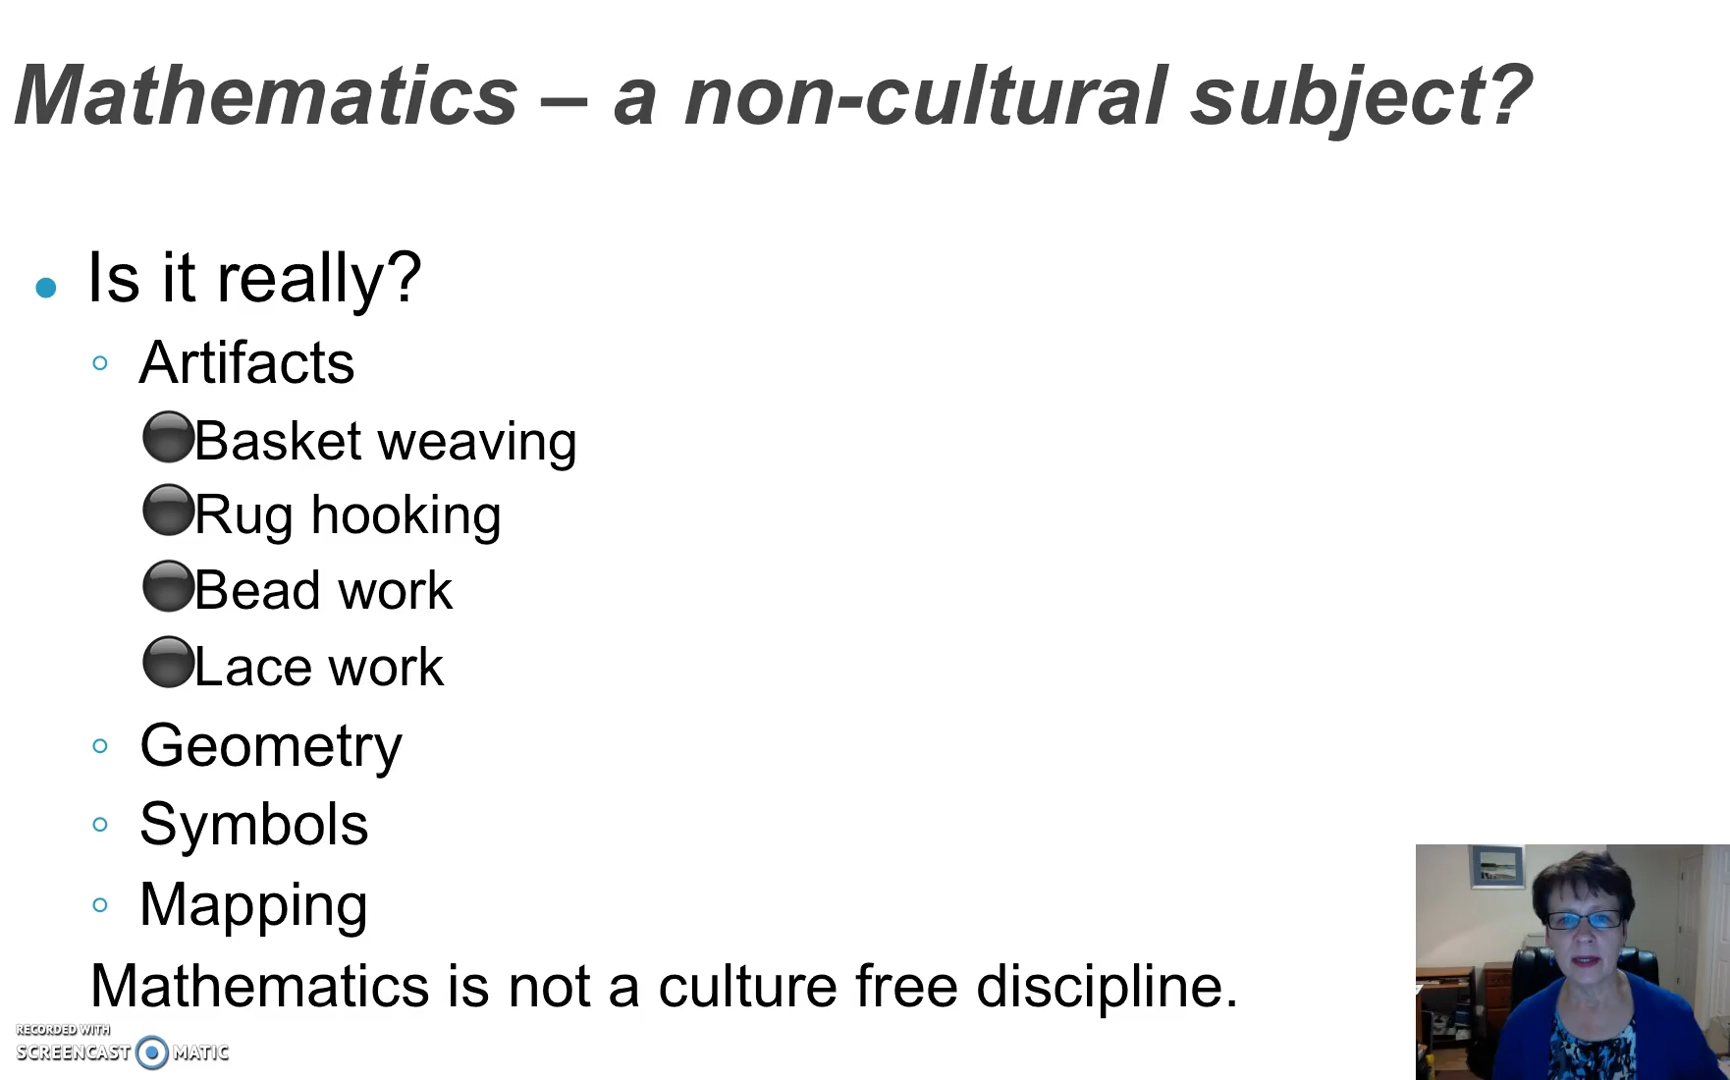 Mathematics – a non-cultural subject?
Is it really?
Artifacts
Basket weaving
Rug hooking
Bead work
Lace work
Geometry
Symbols
Mapping
Mathematics is not a culture free discipline.
RECORDED WITH
SCREENCAST MATIC